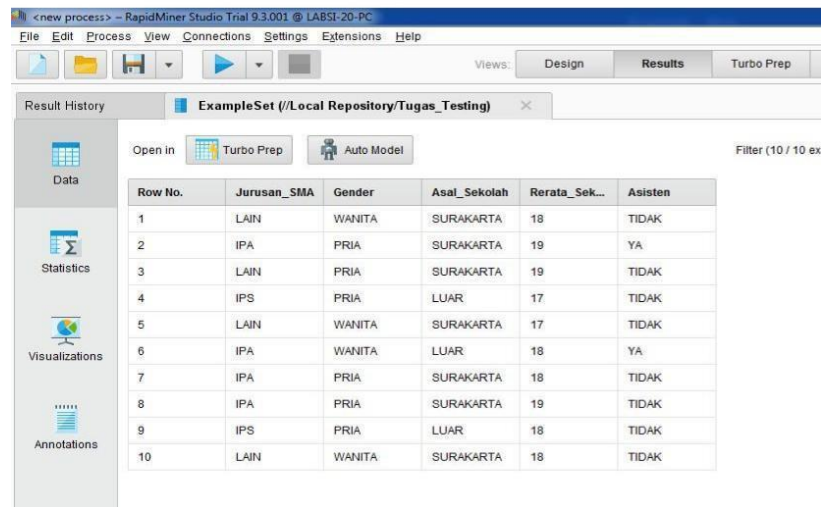 <new process> – RapidMiner Studio Trial 9.3.001 @ LABSI-20-PC
File Edit Process View Connections Settings Extensions Help
Views: Design Results Turbo Prep
Result History ExampleSet (//Local Repository/Tugas_Testing)
Open in Turbo Prep Auto Model Filter (10 / 10 ex
Data
Statistics
Visualizations
Annotations
Row No. Jurusan_SMA Gender Asal_Sekolah Rerata_Sek... Asisten
1 LAIN WANITA SURAKARTA 18 TIDAK
2 IPA PRIA SURAKARTA 19 YA
3 LAIN PRIA SURAKARTA 19 TIDAK
4 IPS PRIA LUAR 17 TIDAK
5 LAIN WANITA SURAKARTA 17 TIDAK
6 IPA WANITA LUAR 18 YA
7 IPA PRIA SURAKARTA 18 TIDAK
8 IPA PRIA SURAKARTA 19 TIDAK
9 IPS PRIA LUAR 18 TIDAK
10 LAIN WANITA SURAKARTA 18 TIDAK